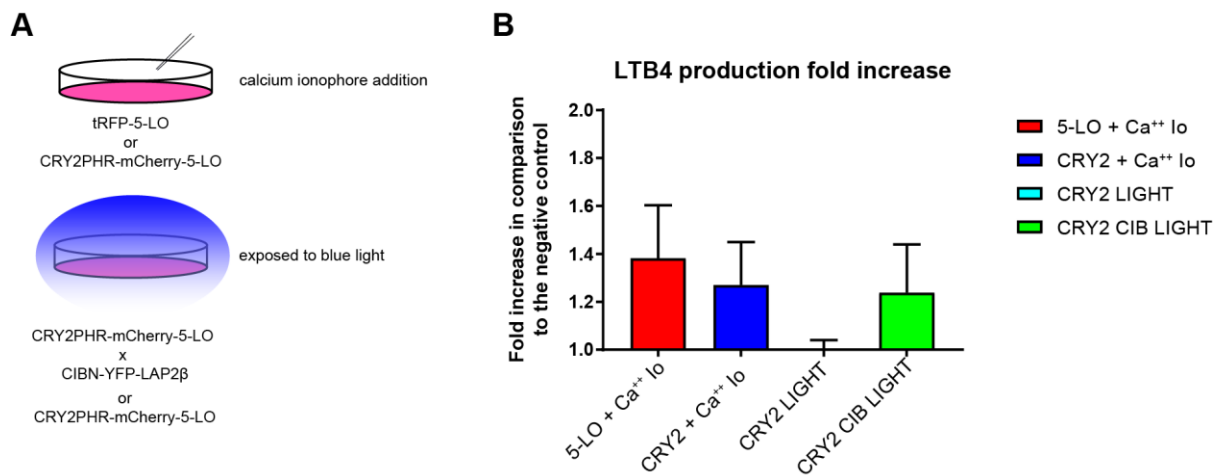 A
calcium ionophore addition
tRFP-5-LO
or
CRY2PHR-mCherry-5-LO
exposed to blue light
CRY2PHR-mCherry-5-LO
x
CIBN-YFP-LAP2β
or
CRY2PHR-mCherry-5-LO
B
LTB4 production fold increase
Fold increase in comparison
to the negative control
2.0
1.8
1.6
1.4
1.2
1.0
5-LO + Ca⁺⁺ Io
CRY2 + Ca⁺⁺ Io
CRY2 LIGHT
CRY2 CIB LIGHT
5-LO + Ca⁺⁺ Io
CRY2 + Ca⁺⁺ Io
CRY2 LIGHT
CRY2 CIB LIGHT